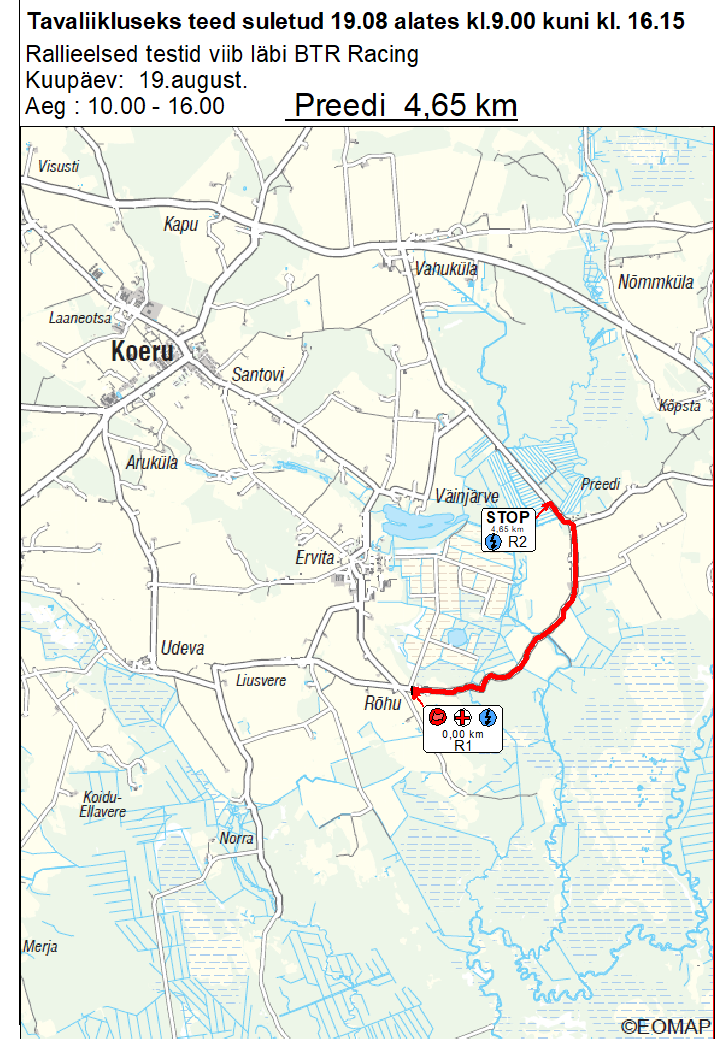 Tavaliikluseks teed suletud 19.08 alates kl.9.00 kuni kl. 16.15
Rallieelsed testid viib läbi BTR Racing
Kuupäev: 19.august.
Aeg : 10.00 - 16.00
Preedi 4,65 km
Visusti
Kapu
Vahuküla
Nõmmküla
Laaneotsa
Koeru
Santovi
Köpsta
Aruküla
Preedi
Väinjärve
STOP
4,65 km
R2
Ervita
Udeva
Liusvere
Rõhu
0,00 km
R1
Koidu-
Ellavere
Norra
Merja
©EOMAP